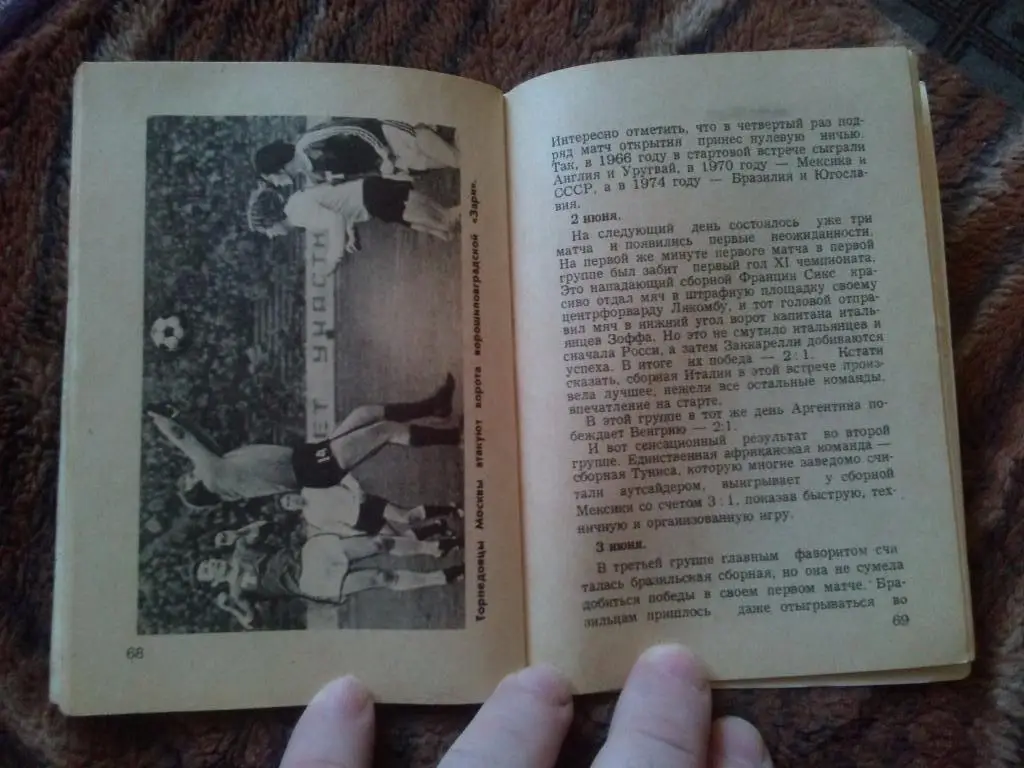 ЕТ УЧАСТИ
14
Торпедовцы Москвы атакуют ворота ворошиловградской «Зари».
68
Интересно отметить, что в четвертый раз под-
ряд матч открытия принес нулевую ничью.
Так, в 1966 году в стартовой встрече сыграли
Англия и Уругвай, в 1970 году — Мексика и
СССР, а в 1974 году — Бразилия и Югосла-
вия.
2 июня.
На следующий день состоялось уже три
матча и появились первые неожиданности.
На первой же минуте первого матча в первой
группе был забит первый гол XI чемпионата.
Это нападающий сборной Франции Сикс кра-
сиво отдал мяч в штрафную площадку своему
центрфорварду Лякомбу, и тот головой отпра-
вил мяч в нижний угол ворот капитана италь-
янцев Зоффа. Но это не смутило итальянцев и
сначала Росси, а затем Заккарелли добиваются
успеха. В итоге их победа — 2:1. Кстати
сказать, сборная Италии в этой встрече произ-
вела лучшее, нежели все остальные команды,
впечатление на старте.
В этой группе в тот же день Аргентина по-
беждает Венгрию — 2:1.
И вот сенсационный результат во второй
группе. Единственная африканская команда —
сборная Туниса, которую многие заведомо счи-
тали аутсайдером, выигрывает у сборной
Мексики со счетом 3:1, показав быструю, тех-
ничную и организованную игру.
3 июня.
В третьей группе главным фаворитом счи
талась бразильская сборная, но она не сумела
добиться победы в своем первом матче. Бра-
зильцам пришлось даже отыгрываться во
69